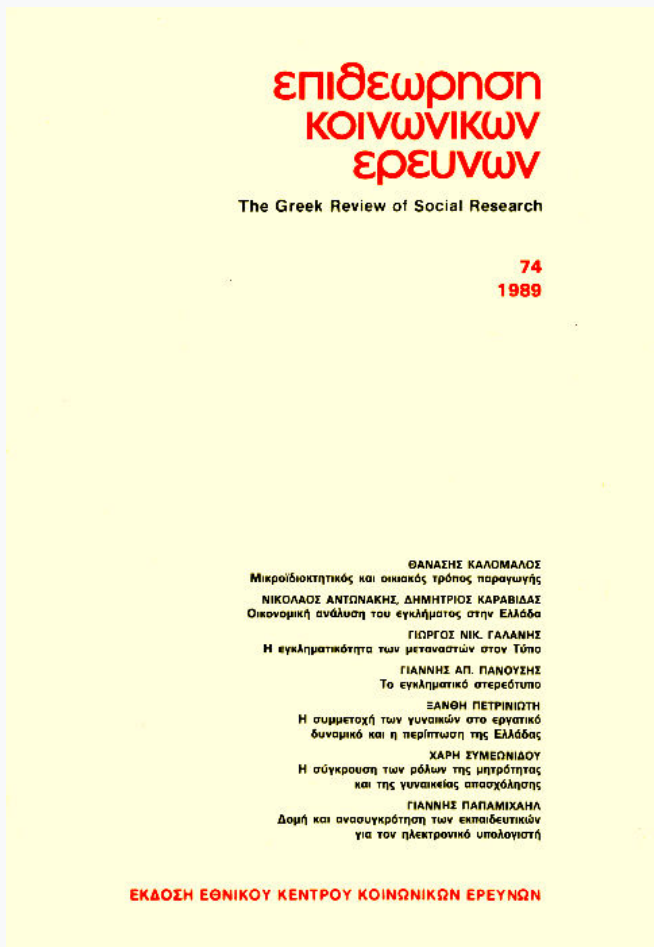 επιθεωρηση
κοινωνικων
ερευνων
The Greek Review of Social Research
74
1989
ΘΑΝΑΣΗΣ ΚΑΛΟΜΑΛΟΣ
Μικροϊδιοκτητικός και οικιακός τρόπος παραγωγής
ΝΙΚΟΛΑΟΣ ΑΝΤΩΝΑΚΗΣ, ΔΗΜΗΤΡΙΟΣ ΚΑΡΑΒΙΔΑΣ
Οικονομική ανάλυση του εγκλήματος στην Ελλάδα
ΓΙΩΡΓΟΣ ΝΙΚ. ΓΑΛΑΝΗΣ
Η εγκληματικότητα των μεταναστών στον Τύπο
ΓΙΑΝΝΗΣ ΑΠ. ΠΑΝΟΥΣΗΣ
Το εγκληματικό στερεότυπο
ΞΑΝΘΗ ΠΕΤΡΙΝΙΩΤΗ
Η συμμετοχή των γυναικών στο εργατικό
δυναμικό και η περίπτωση της Ελλάδας
ΧΑΡΗ ΣΥΜΕΩΝΙΔΟΥ
Η σύγκρουση των ρόλων της μητρότητας
και της γυναικείας απασχόλησης
ΓΙΑΝΝΗΣ ΠΑΠΑΜΙΧΑΗΛ
Δομή και ανασυγκρότηση των εκπαιδευτικών
για τον ηλεκτρονικό υπολογιστή
ΕΚΔΟΣΗ ΕΘΝΙΚΟΥ ΚΕΝΤΡΟΥ ΚΟΙΝΩΝΙΚΩΝ ΕΡΕΥΝΩΝ